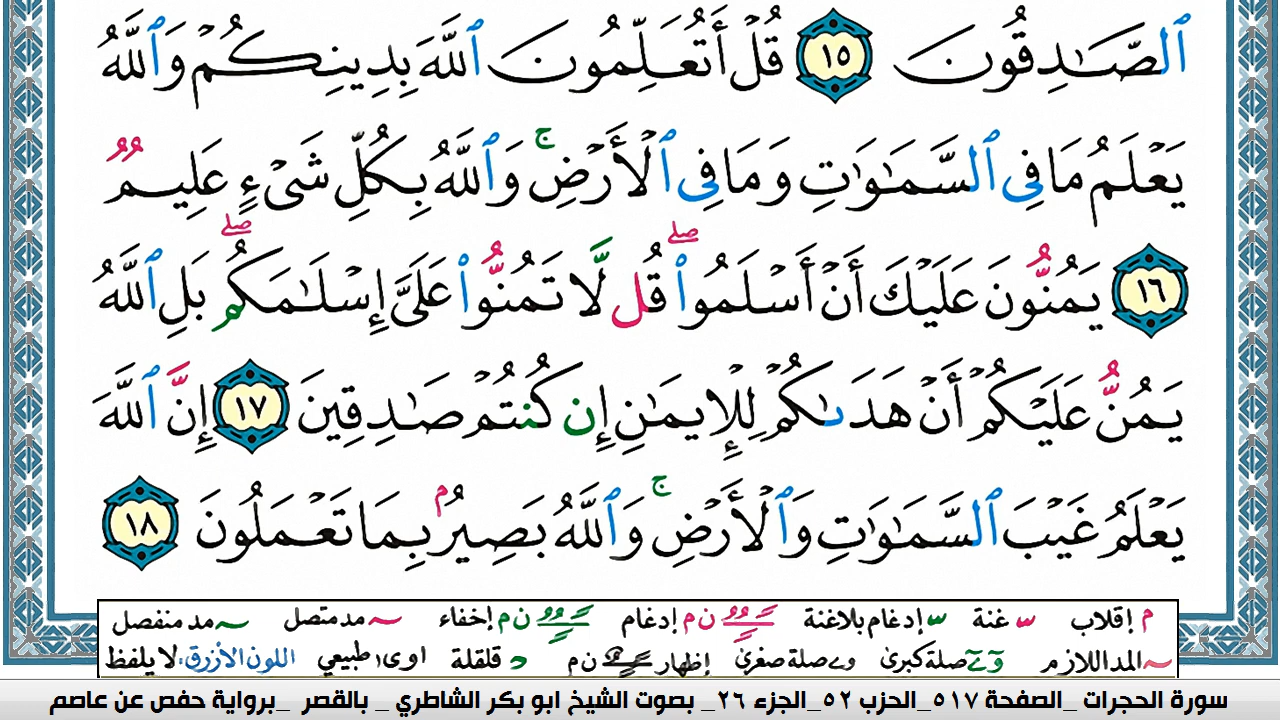 ٱلصَّـٰدِقُونَ ١٥ قُلْ أَتُعَلِّمُونَ ٱللَّهَ بِدِينِكُمْ وَٱللَّهُ
يَعْلَمُ مَا فِى ٱلسَّمَـٰوَٰتِ وَمَا فِى ٱلْأَرْضِ ۚ وَٱللَّهُ بِكُلِّ شَىْءٍ عَلِيمٌ
١٦ يَمُنُّونَ عَلَيْكَ أَنْ أَسْلَمُوا۟ ۖ قُل لَّا تَمُنُّوا۟ عَلَىَّ إِسْلَـٰمَكُم ۖ بَلِ ٱللَّهُ
يَمُنُّ عَلَيْكُمْ أَنْ هَدَىٰكُمْ لِلْإِيمَـٰنِ إِن كُنتُمْ صَـٰدِقِينَ ١٧ إِنَّ ٱللَّهَ
يَعْلَمُ غَيْبَ ٱلسَّمَـٰوَٰتِ وَٱلْأَرْضِ ۚ وَٱللَّهُ بَصِيرٌۢ بِمَا تَعْمَلُونَ ١٨
م إقلاب غنة إدغام بلاغنة ن م إدغام ن م إخفاء مد متصل مد منفصل
المد اللازم صلة كبرى صلة صغرى إظهار ن م د قلقلة اوى طبيعي اللون الأزرق: لا يلفظ
سورة الحجرات _الصفحة ٥١٧_الحزب ٥٢_الجزء ٢٦_ بصوت الشيخ ابو بكر الشاطري _ بالقصر _برواية حفص عن عاصم